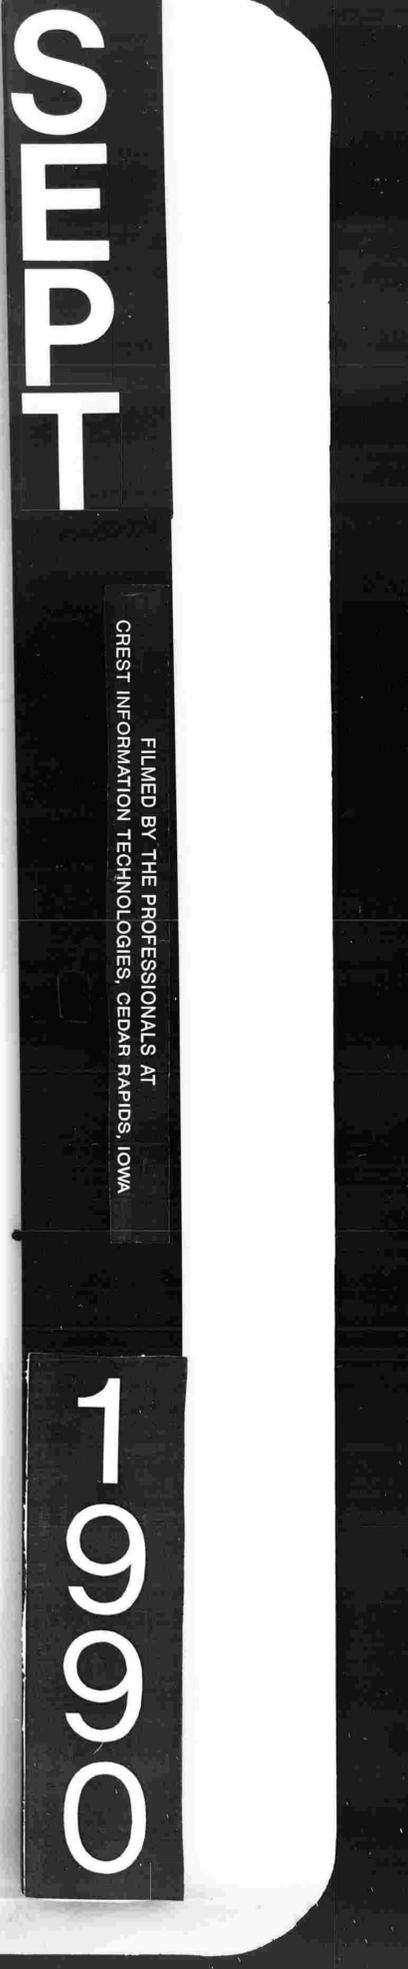 SEPT
FILMED BY THE PROFESSIONALS AT
CREST INFORMATION TECHNOLOGIES, CEDAR RAPIDS, IOWA
1990